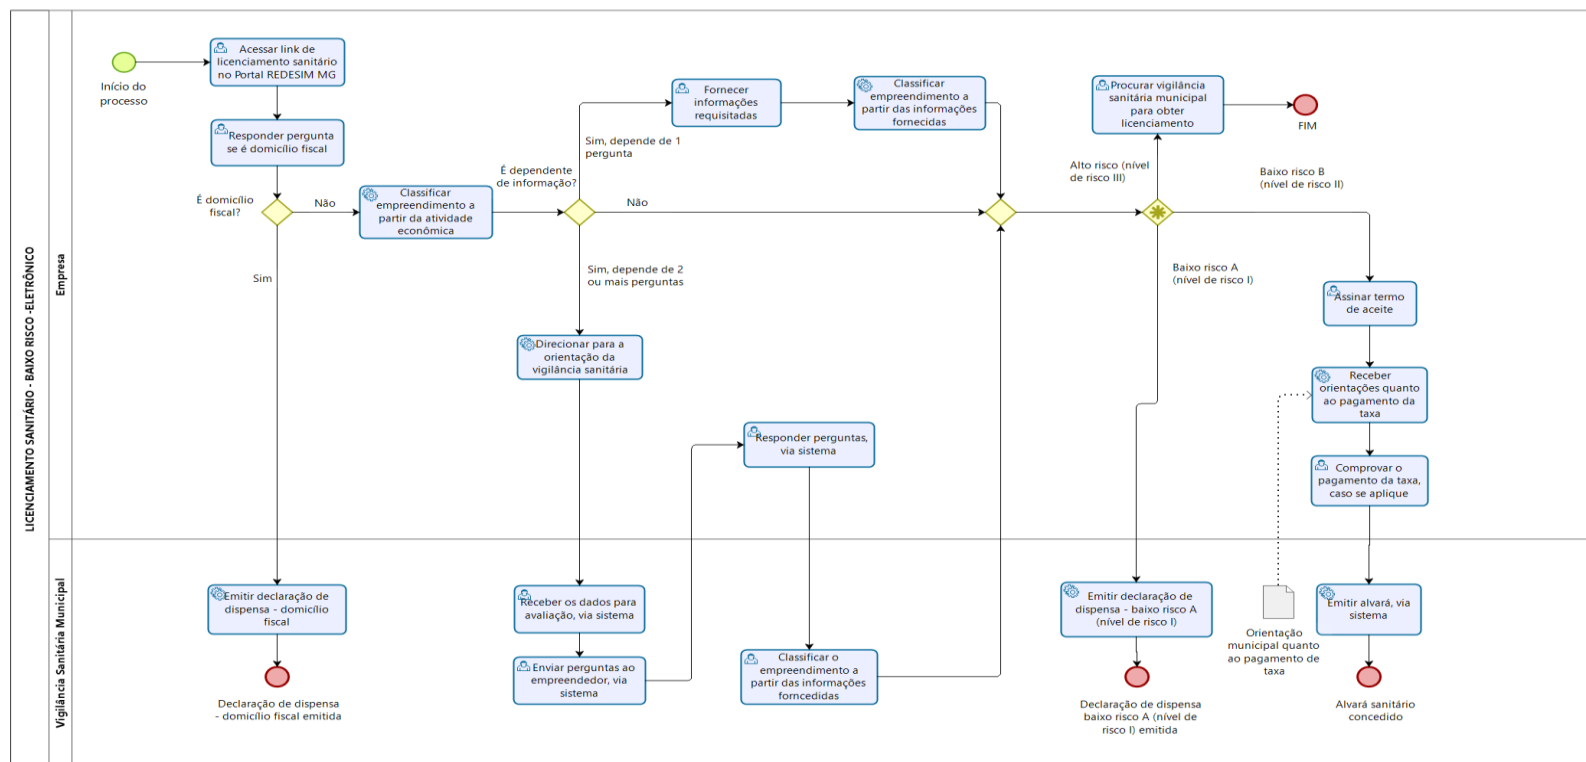 LICENCIAMENTO SANITÁRIO - BAIXO RISCO -ELETRÔNICO
Empresa
Vigilância Sanitária Municipal
Início do
processo
Acessar link de
licenciamento sanitário
no Portal REDESIM MG
Responder pergunta
se é domicílio fiscal
É domicílio
fiscal?
Não
Sim
Classificar
empreendimento a
partir da atividade
econômica
É dependente
de informação?
Sim, depende de 1
pergunta
Não
Sim, depende de 2
ou mais perguntas
Fornecer
informações
requisitadas
Classificar
empreendimento a
partir das informações
fornecidas
Direcionar para a
orientação da
vigilância sanitária
Responder perguntas,
via sistema
Procurar vigilância
sanitária municipal
para obter
licenciamento
FIM
Alto risco (nível
de risco III)
Baixo risco B
(nível de risco II)
Baixo risco A
(nível de risco I)
Assinar termo
de aceite
Receber
orientações quanto
ao pagamento da
taxa
Comprovar o
pagamento da taxa,
caso se aplique
Emitir declaração de
dispensa - domicílio
fiscal
Declaração de dispensa
- domicílio fiscal emitida
Receber os dados para
avaliação, via sistema
Enviar perguntas ao
empreendedor, via
sistema
Classificar o
empreendimento a
partir das informações
forncedidas
Emitir declaração de
dispensa - baixo risco A
(nível de risco I)
Declaração de dispensa
baixo risco A (nível de
risco I) emitida
Orientação
municipal quanto
ao pagamento de
taxa
Emitir alvará, via
sistema
Alvará sanitário
concedido